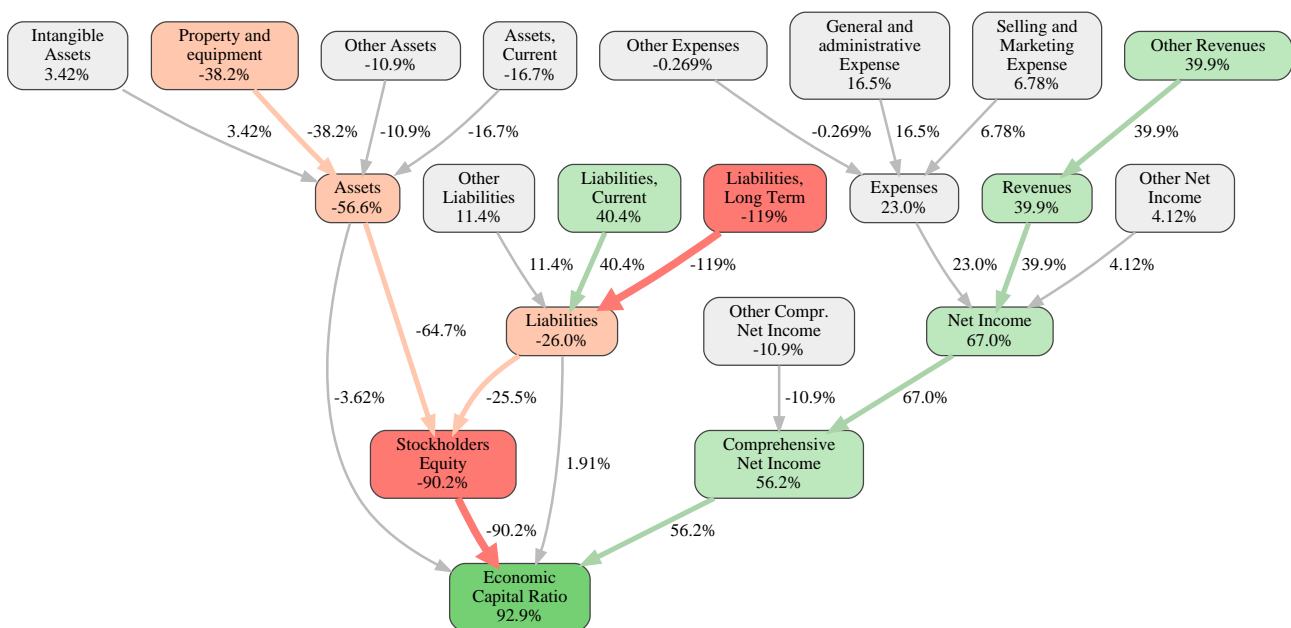 Intangible
Assets
3.42%
Property and
equipment
-38.2%
Other Assets
-10.9%
Assets,
Current
-16.7%
Other Expenses
-0.269%
General and
administrative
Expense
16.5%
Selling and
Marketing
Expense
6.78%
Other Revenues
39.9%
3.42%
-38.2%
-10.9%
-16.7%
-0.269%
16.5%
6.78%
39.9%
Assets
-56.6%
Other
Liabilities
11.4%
Liabilities,
Current
40.4%
Liabilities,
Long Term
-119%
Expenses
23.0%
Revenues
39.9%
Other Net
Income
4.12%
11.4%
40.4%
-119%
23.0%
39.9%
4.12%
Liabilities
-26.0%
Other Compr.
Net Income
-10.9%
Net Income
67.0%
-64.7%
-3.62%
-25.5%
-10.9%
67.0%
Stockholders
Equity
-90.2%
1.91%
Comprehensive
Net Income
56.2%
-90.2%
56.2%
Economic
Capital Ratio
92.9%